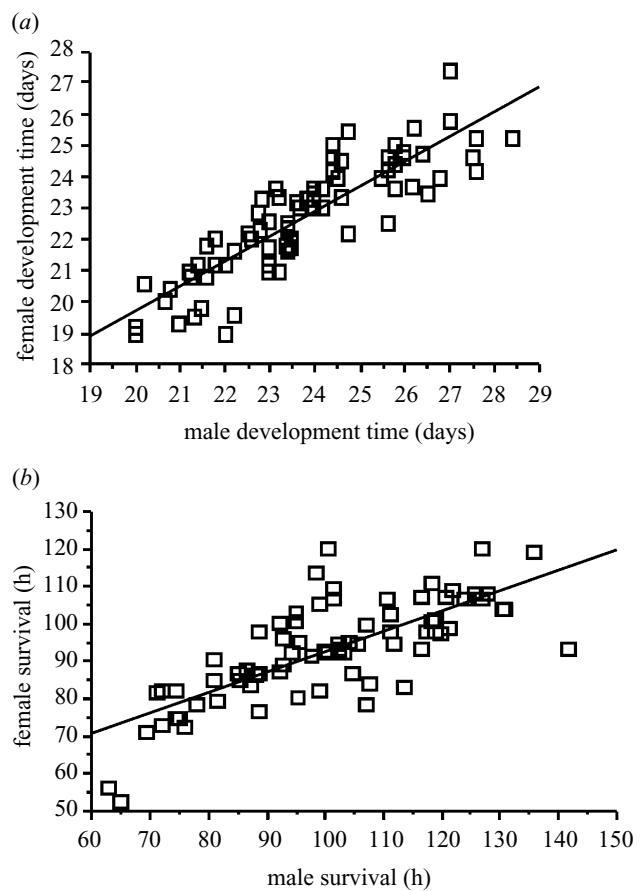 (a)
28
27
26
25
24
23
22
21
20
19
18
female development time (days)
19 20 21 22 23 24 25 26 27 28 29
male development time (days)
(b)
130
120
110
100
90
80
70
60
50
female survival (h)
60 70 80 90 100 110 120 130 140 150
male survival (h)